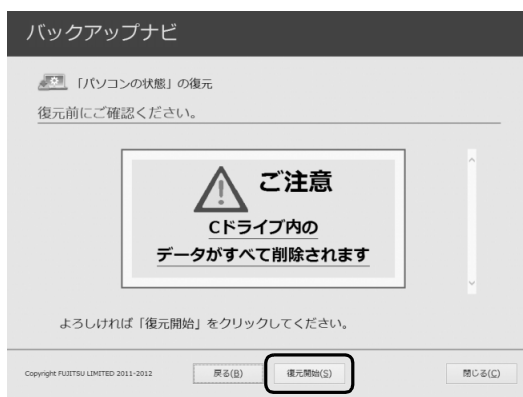 バックアップナビ
「パソコンの状態」の復元
復元前にご確認ください。
ご注意
Cドライブ内の
データがすべて削除されます
よろしければ「復元開始」をクリックしてください。
Copyright FUJITSU LIMITED 2011-2012 戻る(B) 復元開始(S) 閉じる(C)